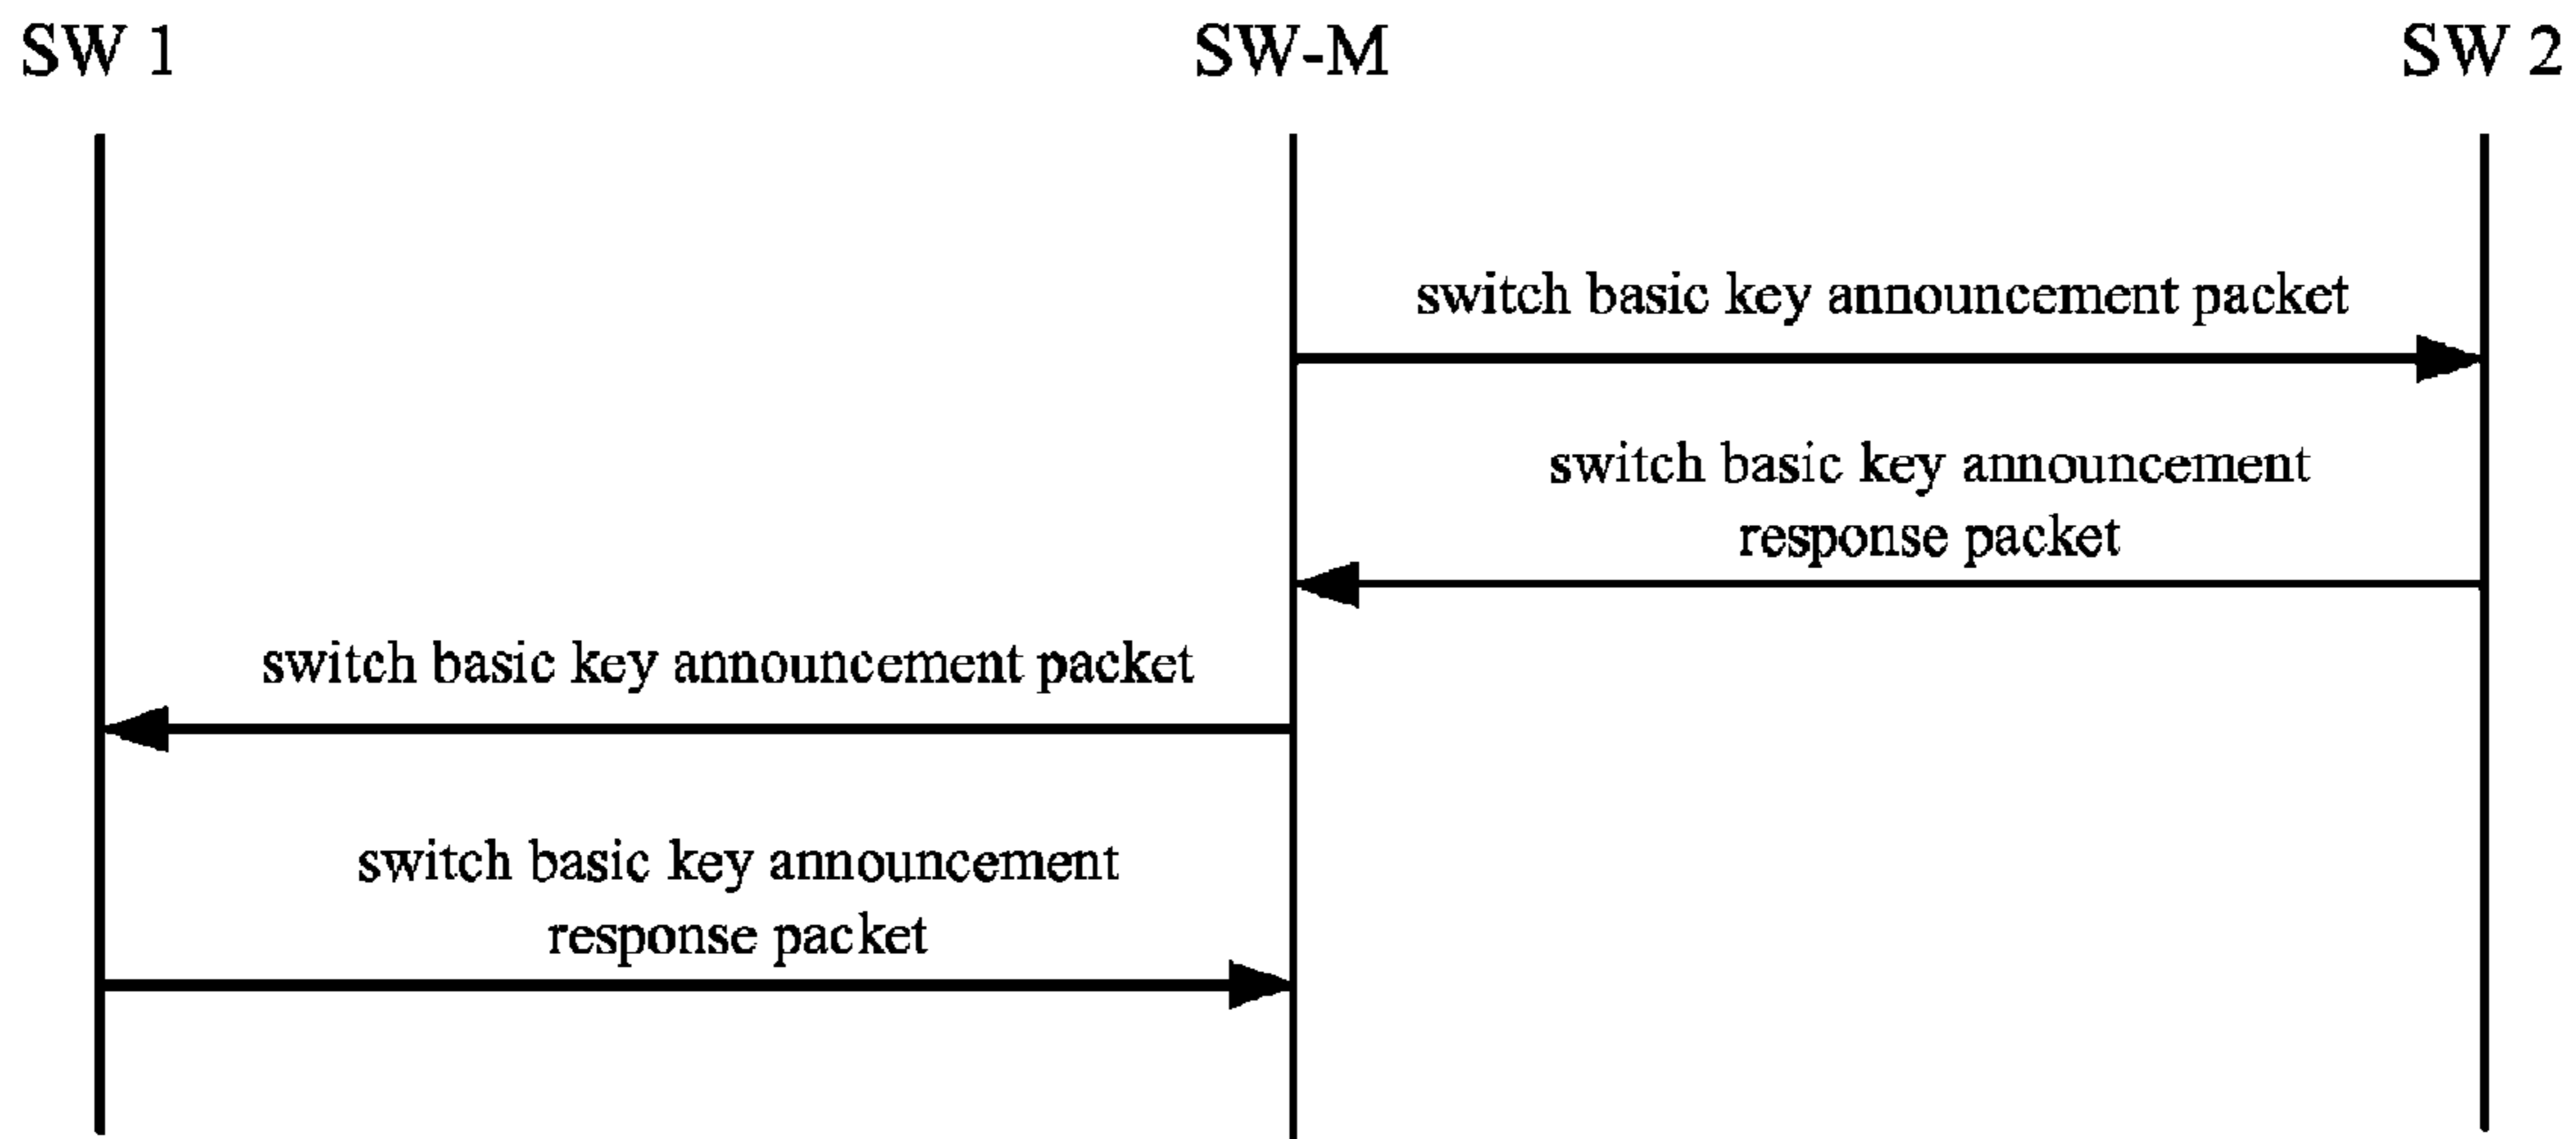 SW 1
SW-M
SW 2
switch basic key announcement packet
switch basic key announcement
response packet
switch basic key announcement packet
switch basic key announcement
response packet